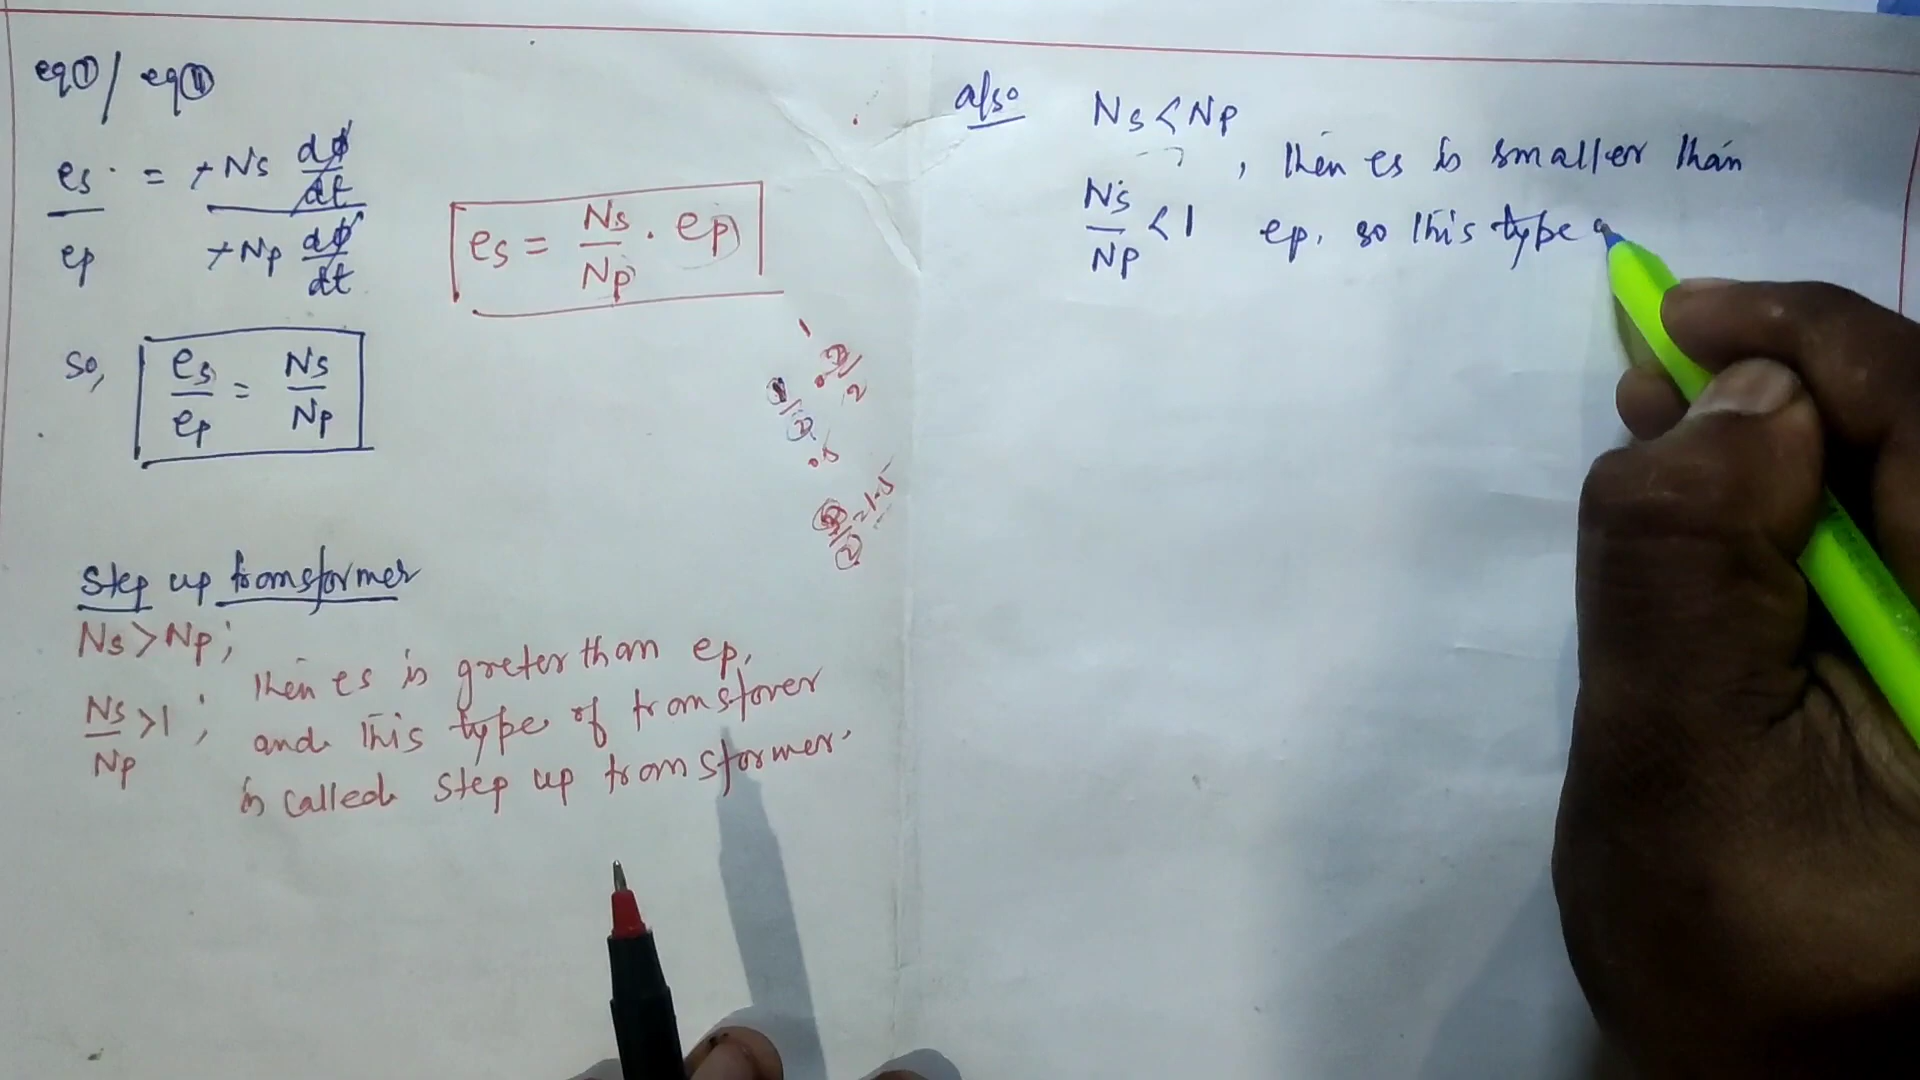 eq① / eq②
es = +Ns dϕ/dt
ep +Np dϕ/dt
es = Ns/Np . ep
so, es/ep = Ns/Np
Step up transformer
Ns > Np ;
Ns/Np > 1 ; then es is greter than ep,
and this type of transfover
is called step up transformer.
also Ns < Np
Ns/Np < 1 , then es is smaller than
ep, so this type